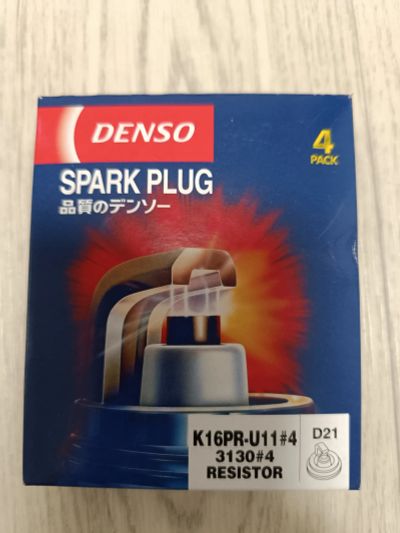 DENSO
4
PACK
SPARK PLUG
品質のデンソー
K16PR-U11#4
3130#4
RESISTOR
D21